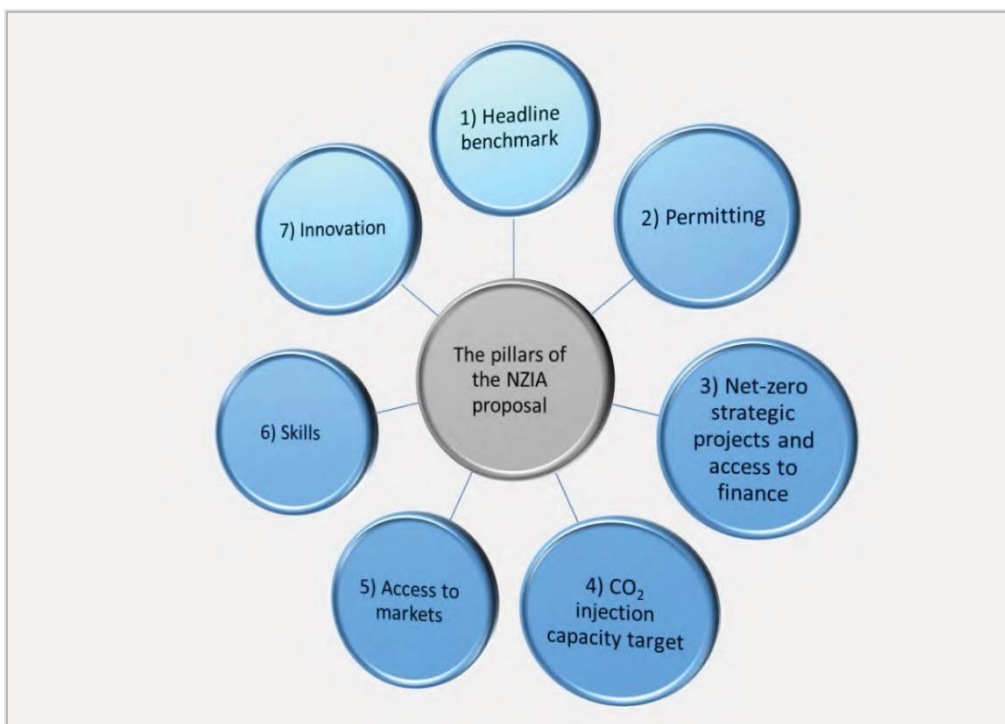 The pillars of
the NZIA
proposal
1) Headline
benchmark
2) Permitting
3) Net-zero
strategic
projects and
access to
finance
4) CO₂
injection
capacity target
5) Access to
markets
6) Skills
7) Innovation